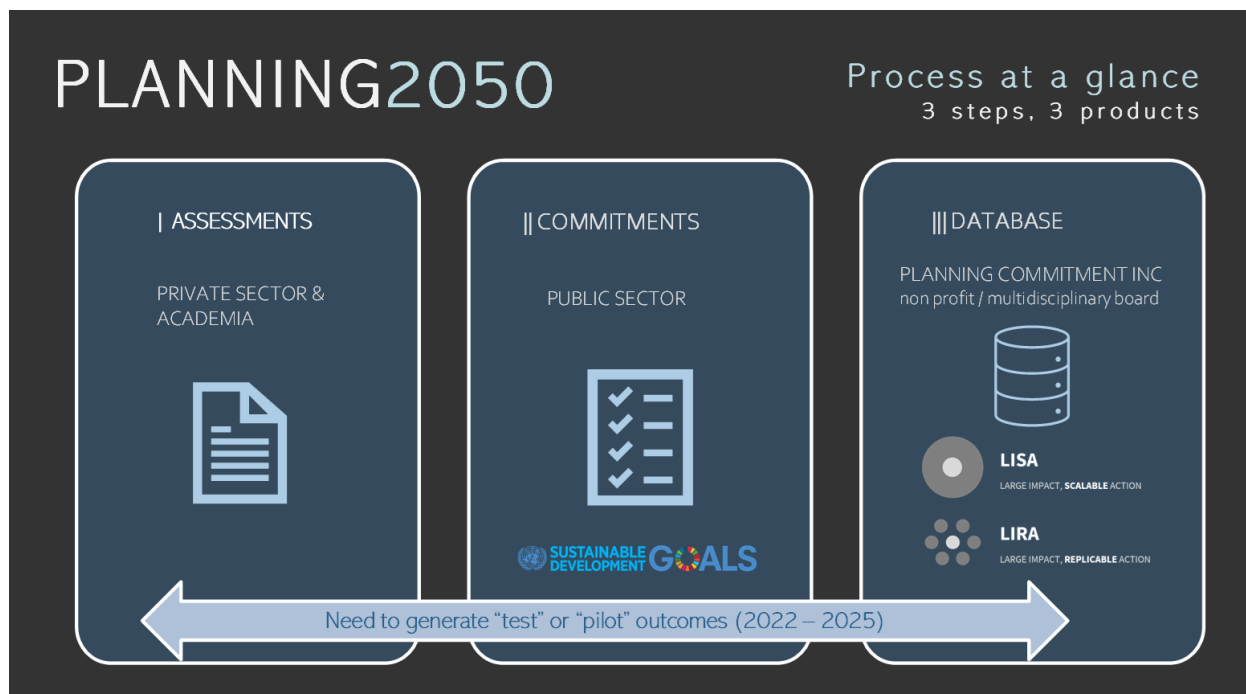 PLANNING2050
Process at a glance
3 steps, 3 products
| ASSESSMENTS
PRIVATE SECTOR &
ACADEMIA
|| COMMITMENTS
PUBLIC SECTOR
SUSTAINABLE
DEVELOPMENT
GOALS
||| DATABASE
PLANNING COMMITMENT INC
non profit / multidisciplinary board
LISA
LARGE IMPACT, SCALABLE ACTION
LIRA
LARGE IMPACT, REPLICABLE ACTION
Need to generate “test” or “pilot” outcomes (2022 – 2025)